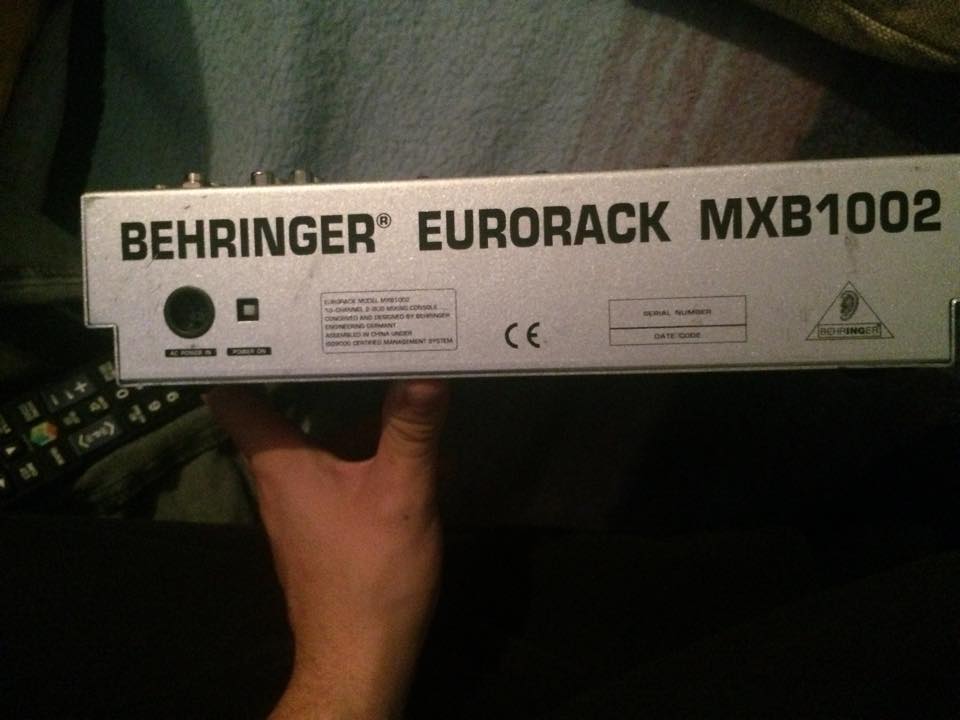 BEHRINGER® EURORACK MXB1002
AC POWER IN
POWER ON
EURORACK MODEL MXB1002
10-CHANNEL 2-BUS MIXING CONSOLE
CONCEIVED AND DESIGNED BY BEHRINGER
ENGINEERING GERMANY
ASSEMBLED IN CHINA UNDER
ISO9000 CERTIFIED MANAGEMENT SYSTEM
CE
SERIAL NUMBER
DATE CODE
BEHRINGER